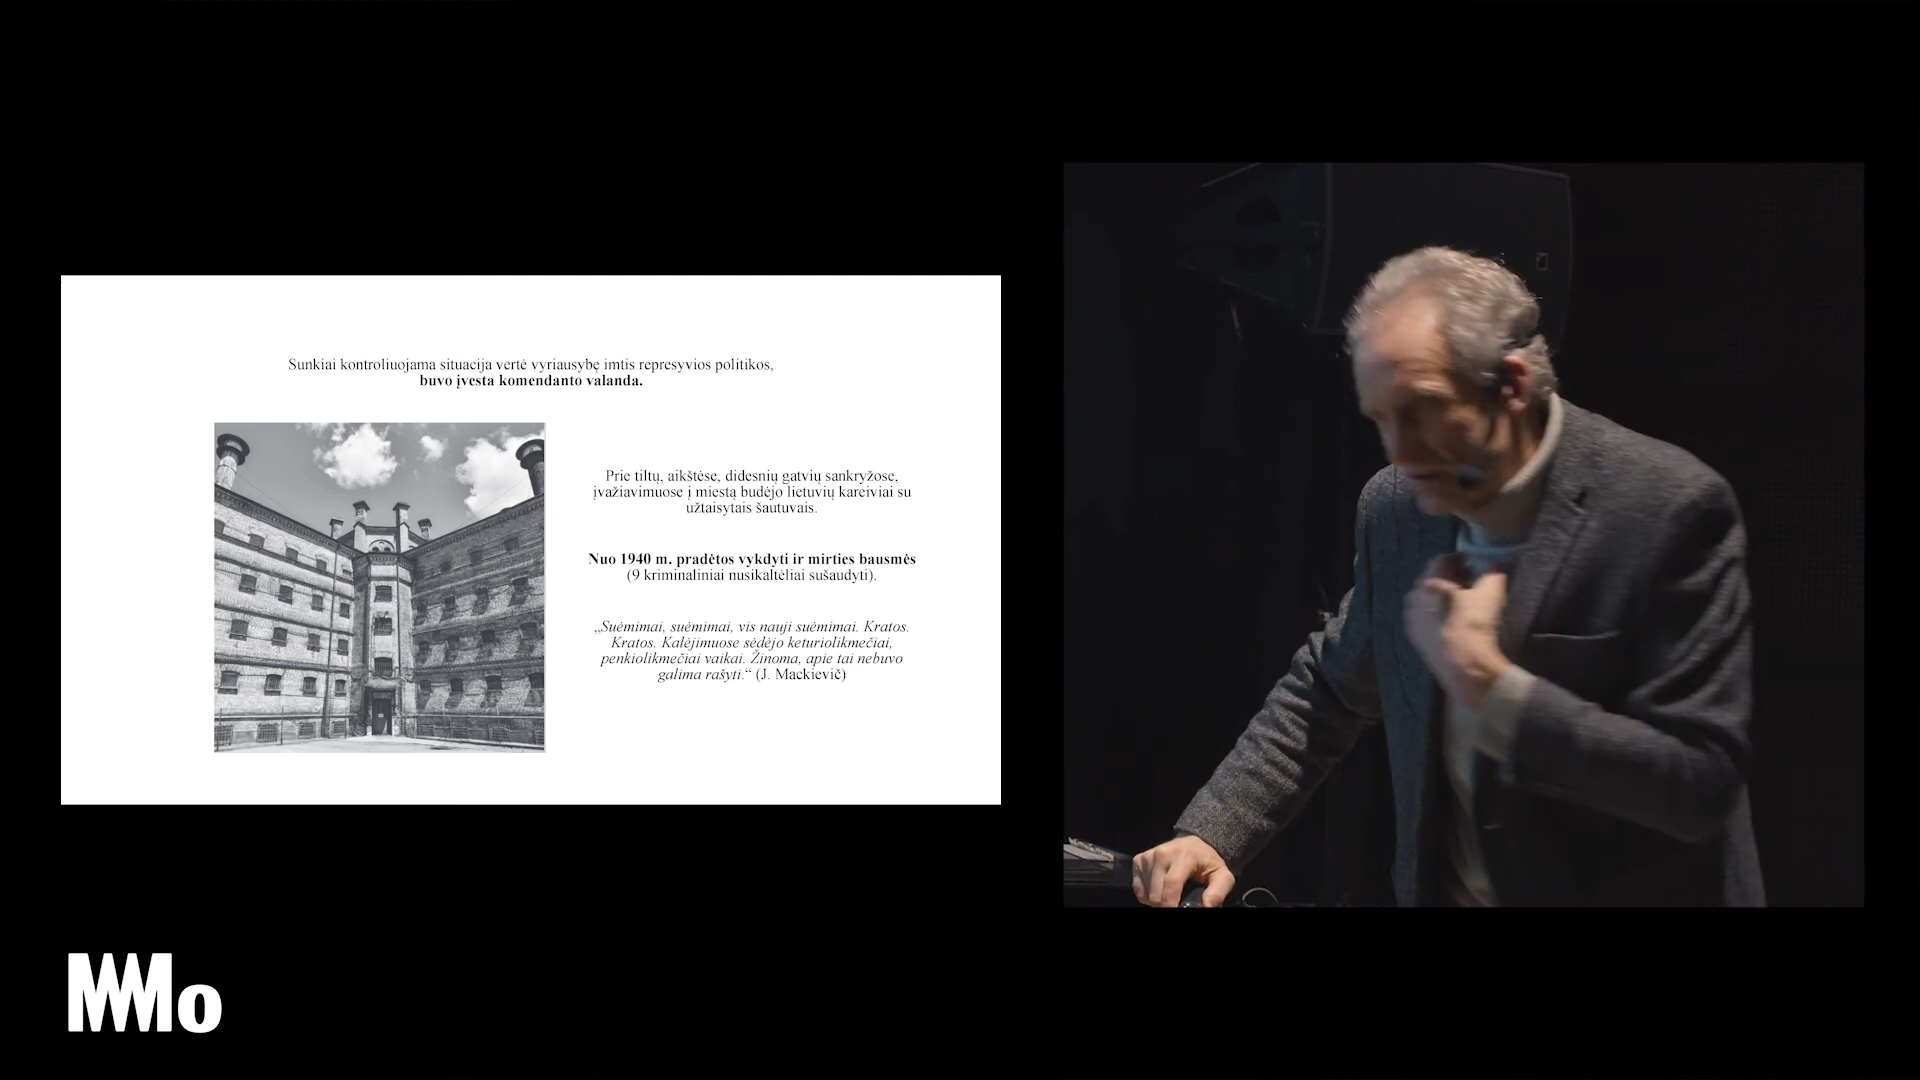 Sunkiai kontroliuojama situacija vertė vyriausybę imtis represyvios politikos,
buvo įvesta komendanto valanda.
Prie tiltų, aikštėse, didesnių gatvių sankryžose,
įvažiavimuose į miestą budėjo lietuvių kareiviai su
užtaisytais šautuvais.
Nuo 1940 m. pradėtos vykdyti ir mirties bausmės
(9 kriminaliniai nusikaltėliai sušaudyti).
„Suėmimai, suėmimai, vis nauji suėmimai. Kratos.
Kratos. Kalėjimuose sėdėjo keturiolikmečiai,
penkiolikmečiai vaikai. Žinoma, apie tai nebuvo
galima rašyti.“ (J. Mackievič)
MMo